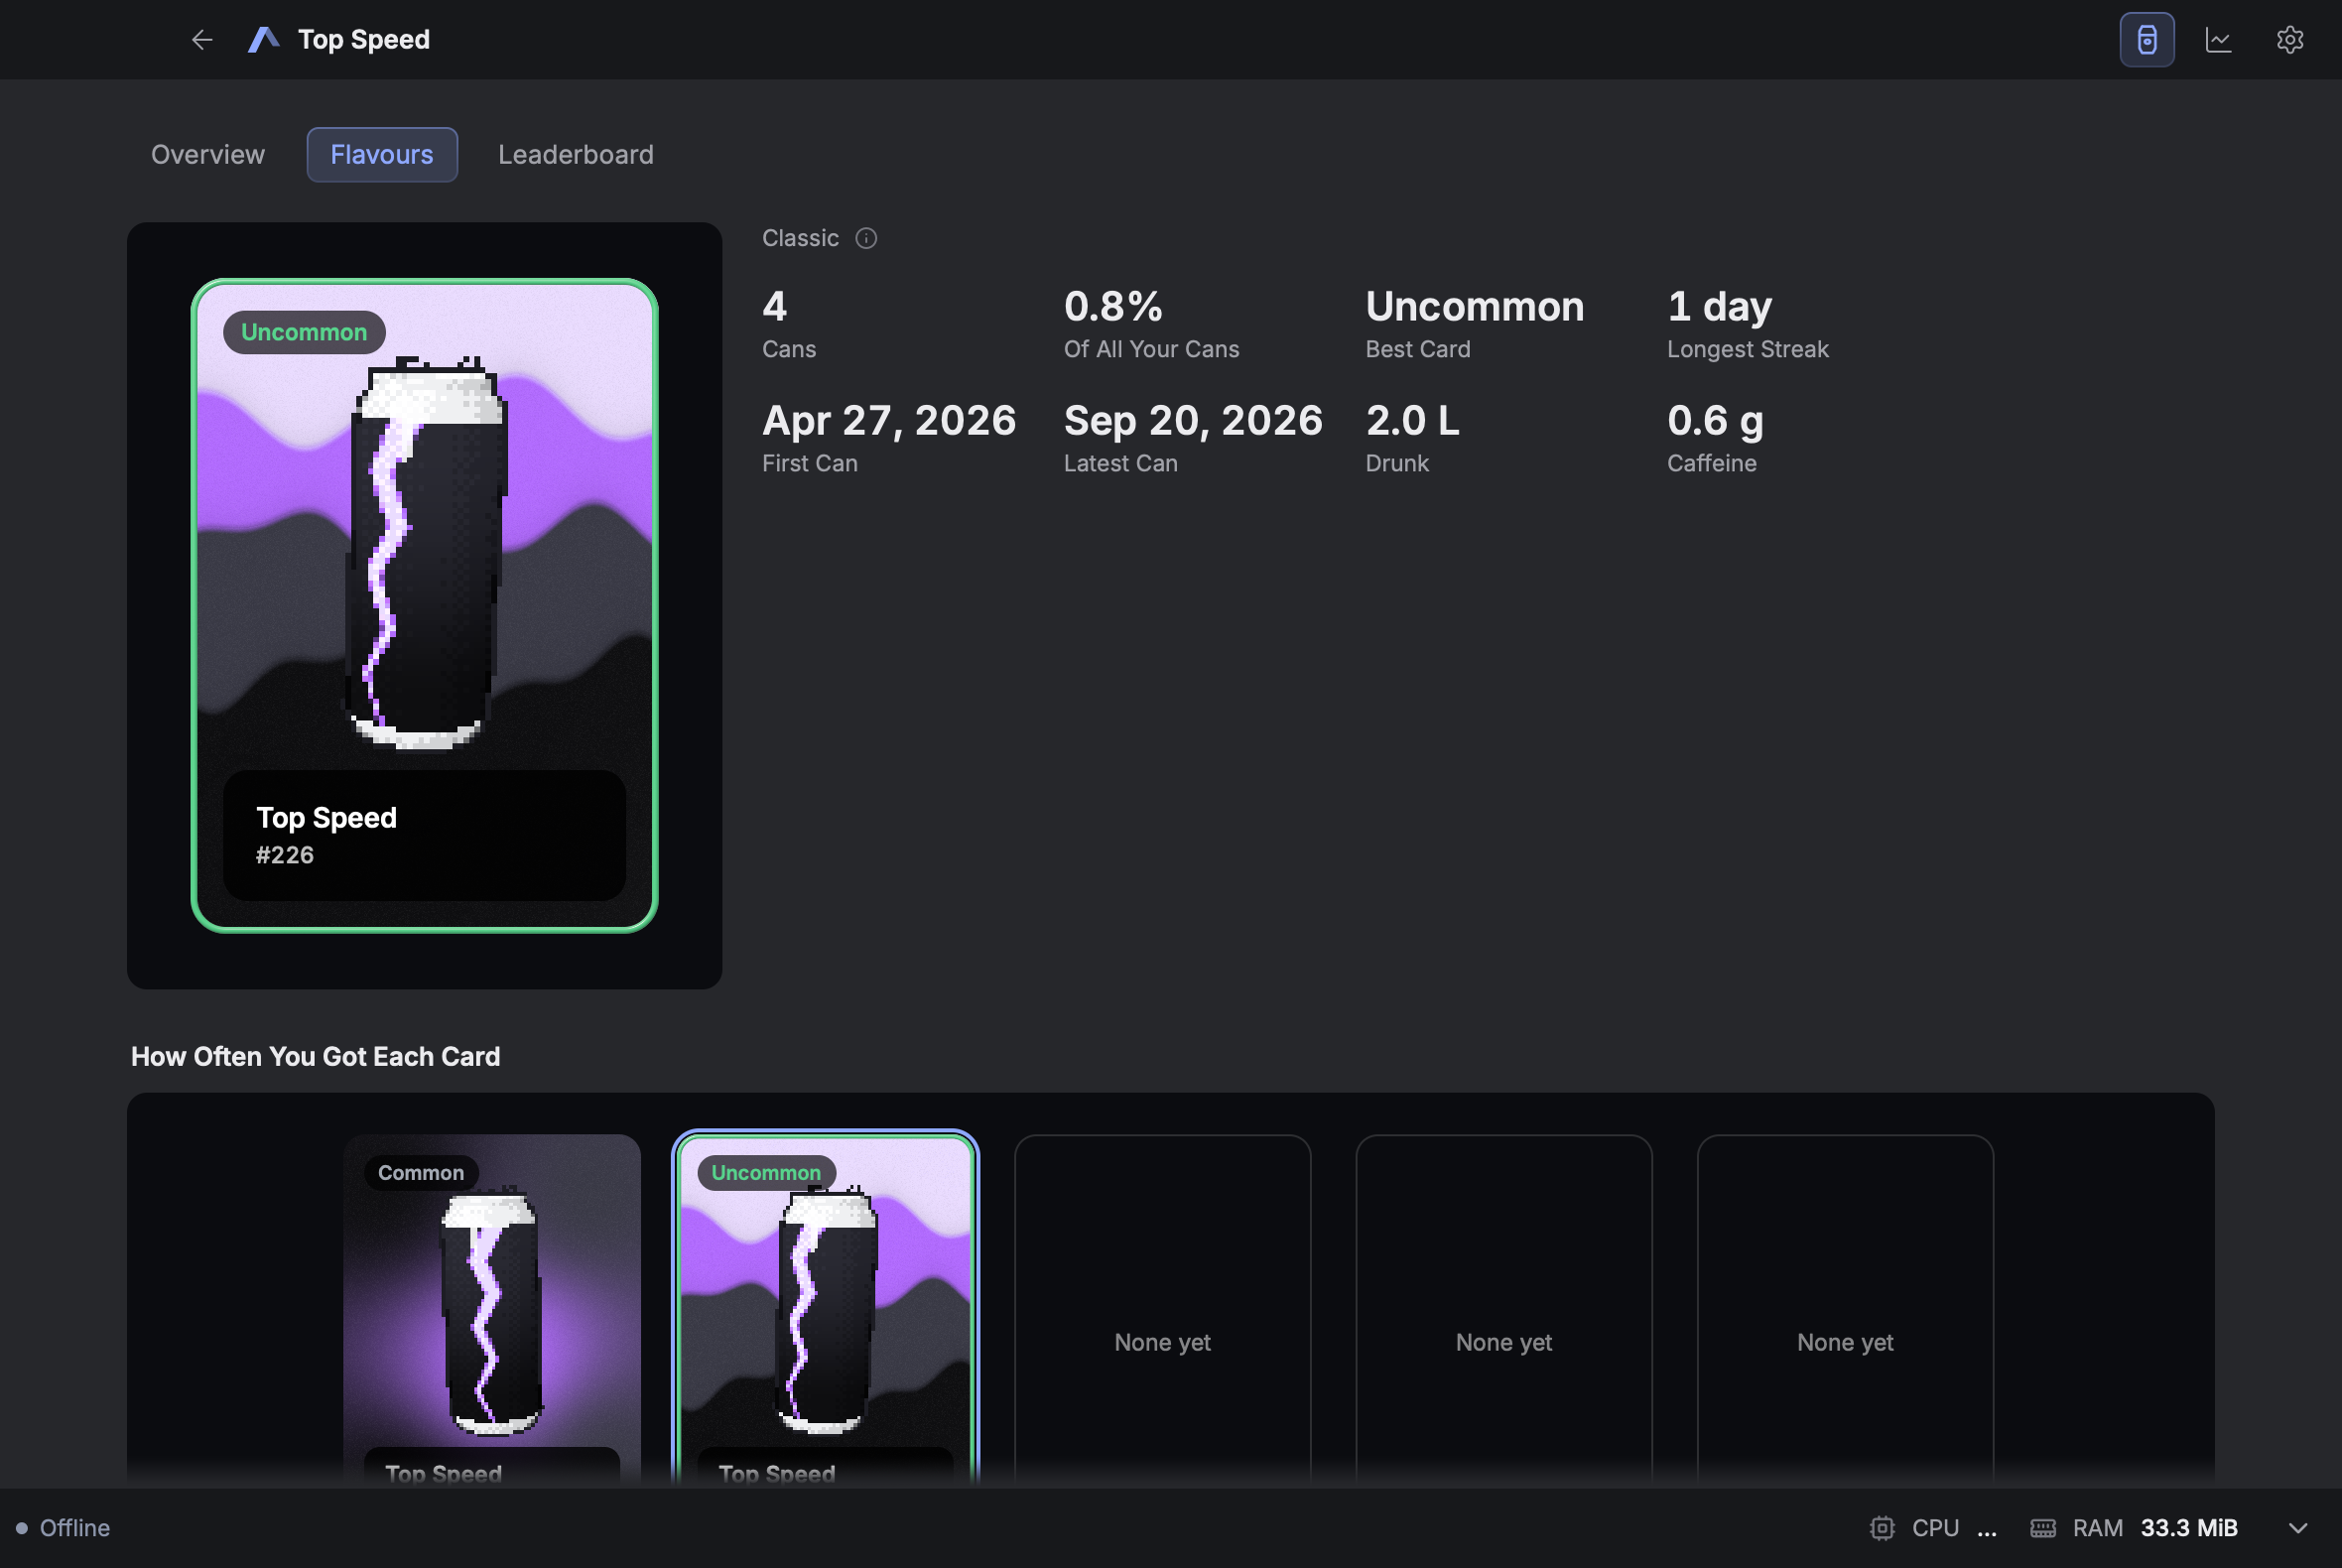 Top Speed
Overview
Flavours
Leaderboard
Uncommon
Top Speed
#226
Classic
4
Cans
0.8%
Of All Your Cans
Uncommon
Best Card
1 day
Longest Streak
Apr 27, 2026
First Can
Sep 20, 2026
Latest Can
2.0 L
Drunk
0.6 g
Caffeine
How Often You Got Each Card
Common
Top Speed
Uncommon
Top Speed
None yet
None yet
None yet
Offline
CPU ...
RAM 33.3 MiB